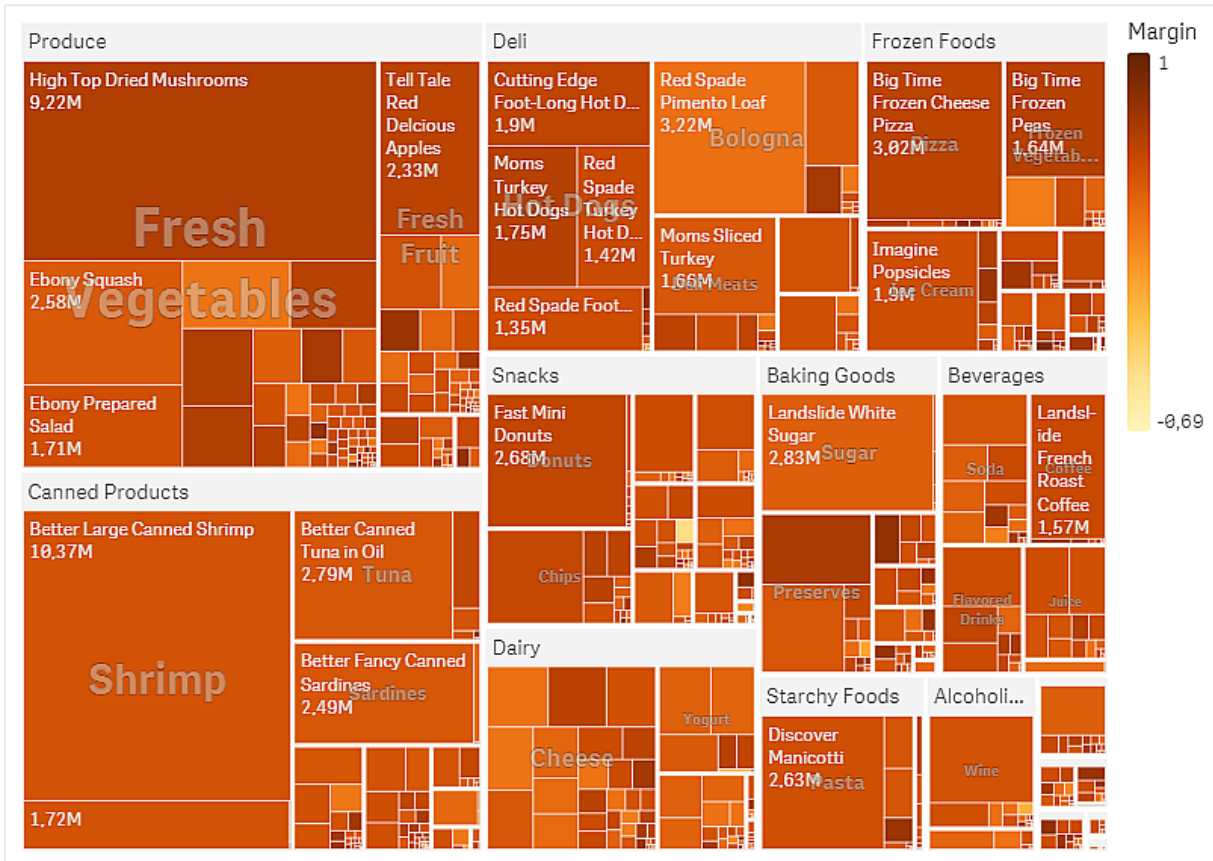 Produce
High Top Dried Mushrooms
9,22M
Fresh
Vegetables
Ebony Squash
2,58M
Ebony Prepared
Salad
1,71M
Tell Tale
Red
Delcious
Apples
2,33M
Fresh
Fruit
Canned Products
Better Large Canned Shrimp
10,37M
Shrimp
1,72M
Better Canned
Tuna in Oil
2,79M
Tuna
Better Fancy Canned
Sardines
2,49M
Sardines
Deli
Cutting Edge
Foot-Long Hot D...
1,9M
Moms
Turkey
Hot Dogs
1,75M
Red
Spade
Turkey
Hot D...
1,42M
Hot Dogs
Red Spade Foot...
1,35M
Red Spade
Pimento Loaf
3,22M
Bologna
Moms Sliced
Turkey
1,66M
Deli Meats
Frozen Foods
Big Time
Frozen Cheese
Pizza
3,02M
Pizza
Big Time
Frozen
Peas
1,64M
Frozen
Vegetab...
Imagine
Popsicles
1,9M
Ice Cream
Snacks
Fast Mini
Donuts
2,68M
Donuts
Chips
Dairy
Cheese
Yogurt
Baking Goods
Landslide White
Sugar
2,83M
Sugar
Preserves
Beverages
Soda
Landsl-
ide
French
Roast
Coffee
1,57M
Coffee
Flavored
Drinks
Juice
Starchy Foods
Discover
Manicotti
2,63M
Pasta
Alcoholi...
Wine
Margin
1
-0,69